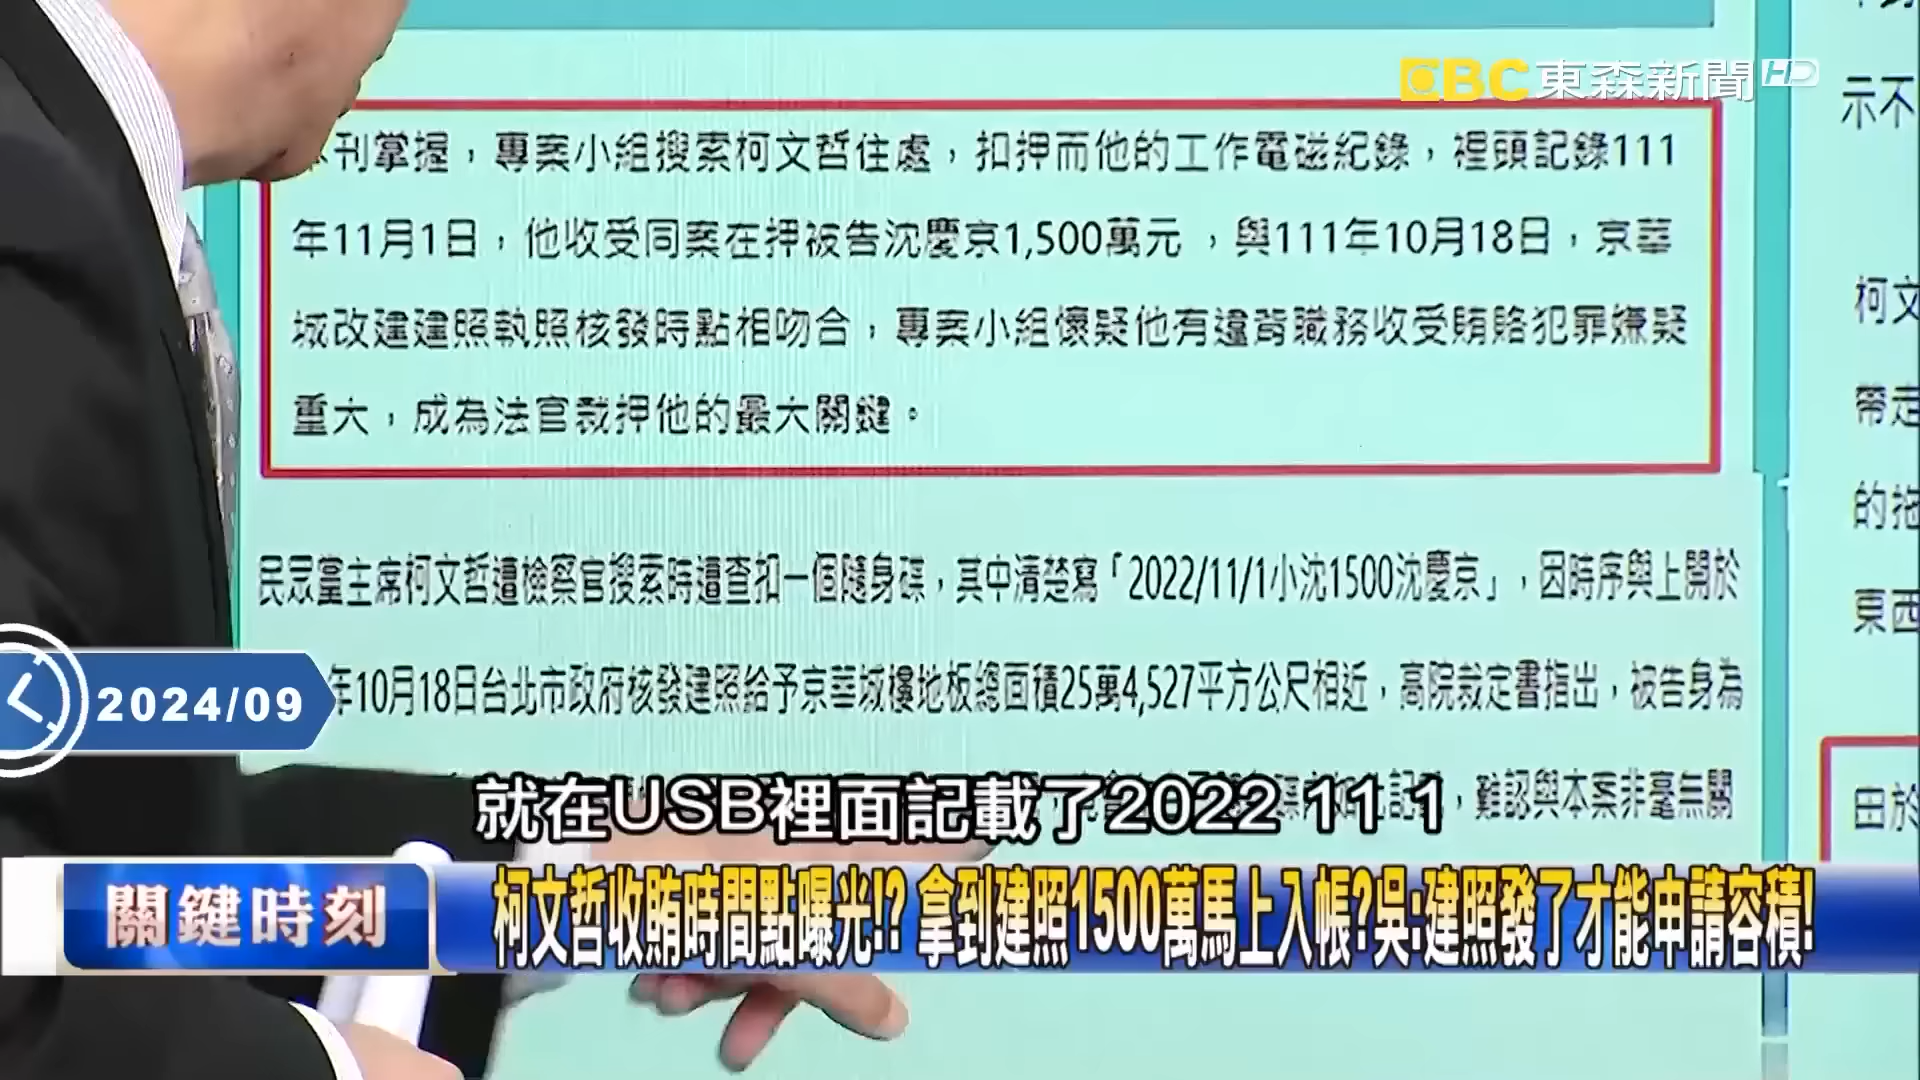 EBC東森新聞HD
刊掌握，專案小組搜索柯文哲住處，扣押而他的工作電磁紀錄，裡頭記錄111
年11月1日，他收受同案在押被告沈慶京1,500萬元，與111年10月18日，京華
城改建建照執照核發時點相吻合，專案小組懷疑他有違背職務收受賄賂犯罪嫌疑
重大，成為法官裁押他的最大關鍵。
民眾黨主席柯文哲遭檢察官搜索時遭查扣一個隨身碟，其中清楚寫「2022/11/1小沈1500沈慶京」，因時序與上開於
年10月18日台北市政府核發建照給予京華城樓地板總面積25萬4,527平方公尺相近，高院裁定書指出，被告身為
，難認與本案非毫無關
示不
柯文
帶走
的
東西
由於
2024/09
就在USB裡面記載了2022 11 1
關鍵時刻
柯文哲收賄時間點曝光!? 拿到建照1500萬馬上入帳?吳:建照發了才能申請容積!